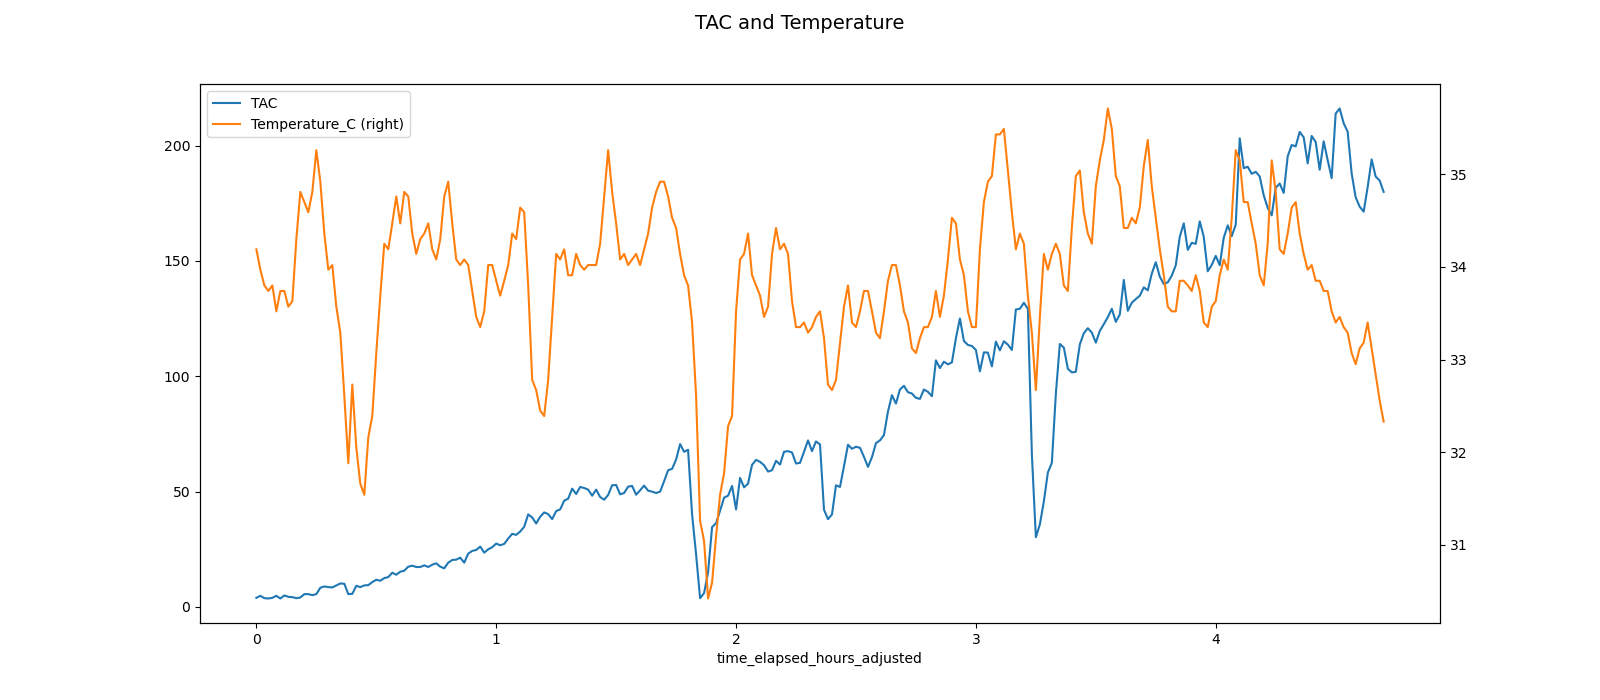 TAC and Temperature
TAC
Temperature_C (right)
200
150
100
50
0
35
34
33
32
31
0 1 2 3 4
time_elapsed_hours_adjusted